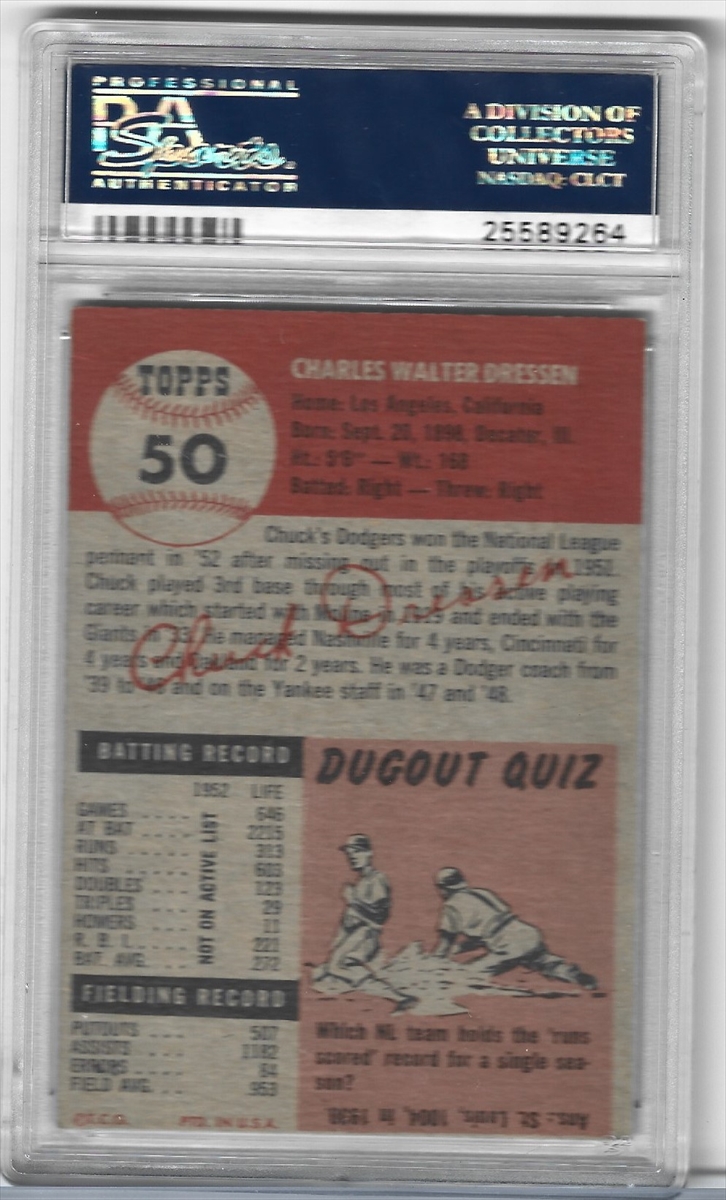 PROFESSIONAL
PSA
Sports.
AUTHENTICATOR
A DIVISION OF
COLLECTORS
UNIVERSE
NASDAQ: CLCT
25589264
TOPPS
50
CHARLES WALTER DRESSEN
Home: Los Angeles, California
Born: Sept. 20, 1898, Decatur, Ill.
Ht.: 5'8" — Wt.: 168
Batted: Right — Threw: Right
Chuck's Dodgers won the National League
pennant in '52 after missing out in the playoffs in 1952.
Chuck played 3rd base through most of his active playing
career which started with Moline in 1919 and ended with the
Giants in '33. He managed Nashville for 4 years, Cincinnati for
4 years and Oakland for 2 years. He was a Dodger coach from
'39 to and on the Yankee staff in '47 and '48.
Chuck Dressen
BATTING RECORD
1952 LIFE
GAMES .... 646
AT BAT .... 2215
RUNS .... 313
HITS .... 603
DOUBLES ... 123
TRIPLES ... 29
HOMERS ... 11
R. B. I. .... 221
BAT. AVG. ... 272
NOT ON ACTIVE LIST
FIELDING RECORD
PUTOUTS .... 507
ASSISTS .... 1182
ERRORS .... 84
FIELD AVG. ... .953
DUGOUT QUIZ
Which NL team holds the 'runs
scored' record for a single sea-
son?
Ans: St. Louis, 1004, in 1930.
©T.C.G. PTD. IN U.S.A.